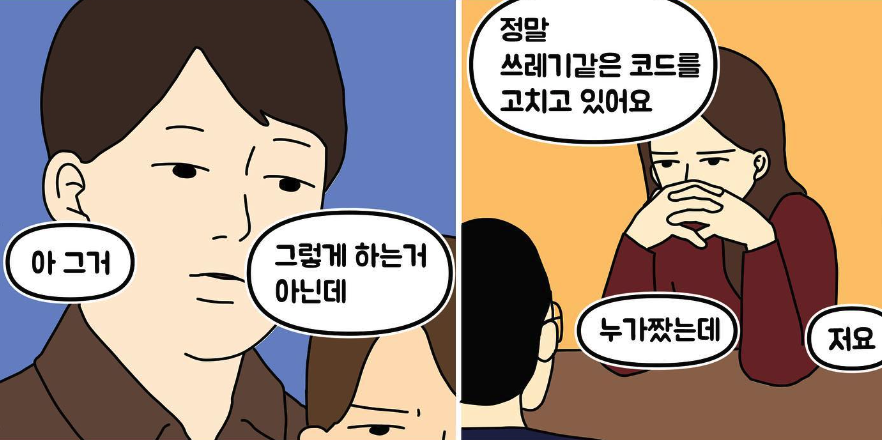 아 그거
그렇게 하는거
아닌데
정말
쓰레기같은 코드를
고치고 있어요
누가짰는데
저요